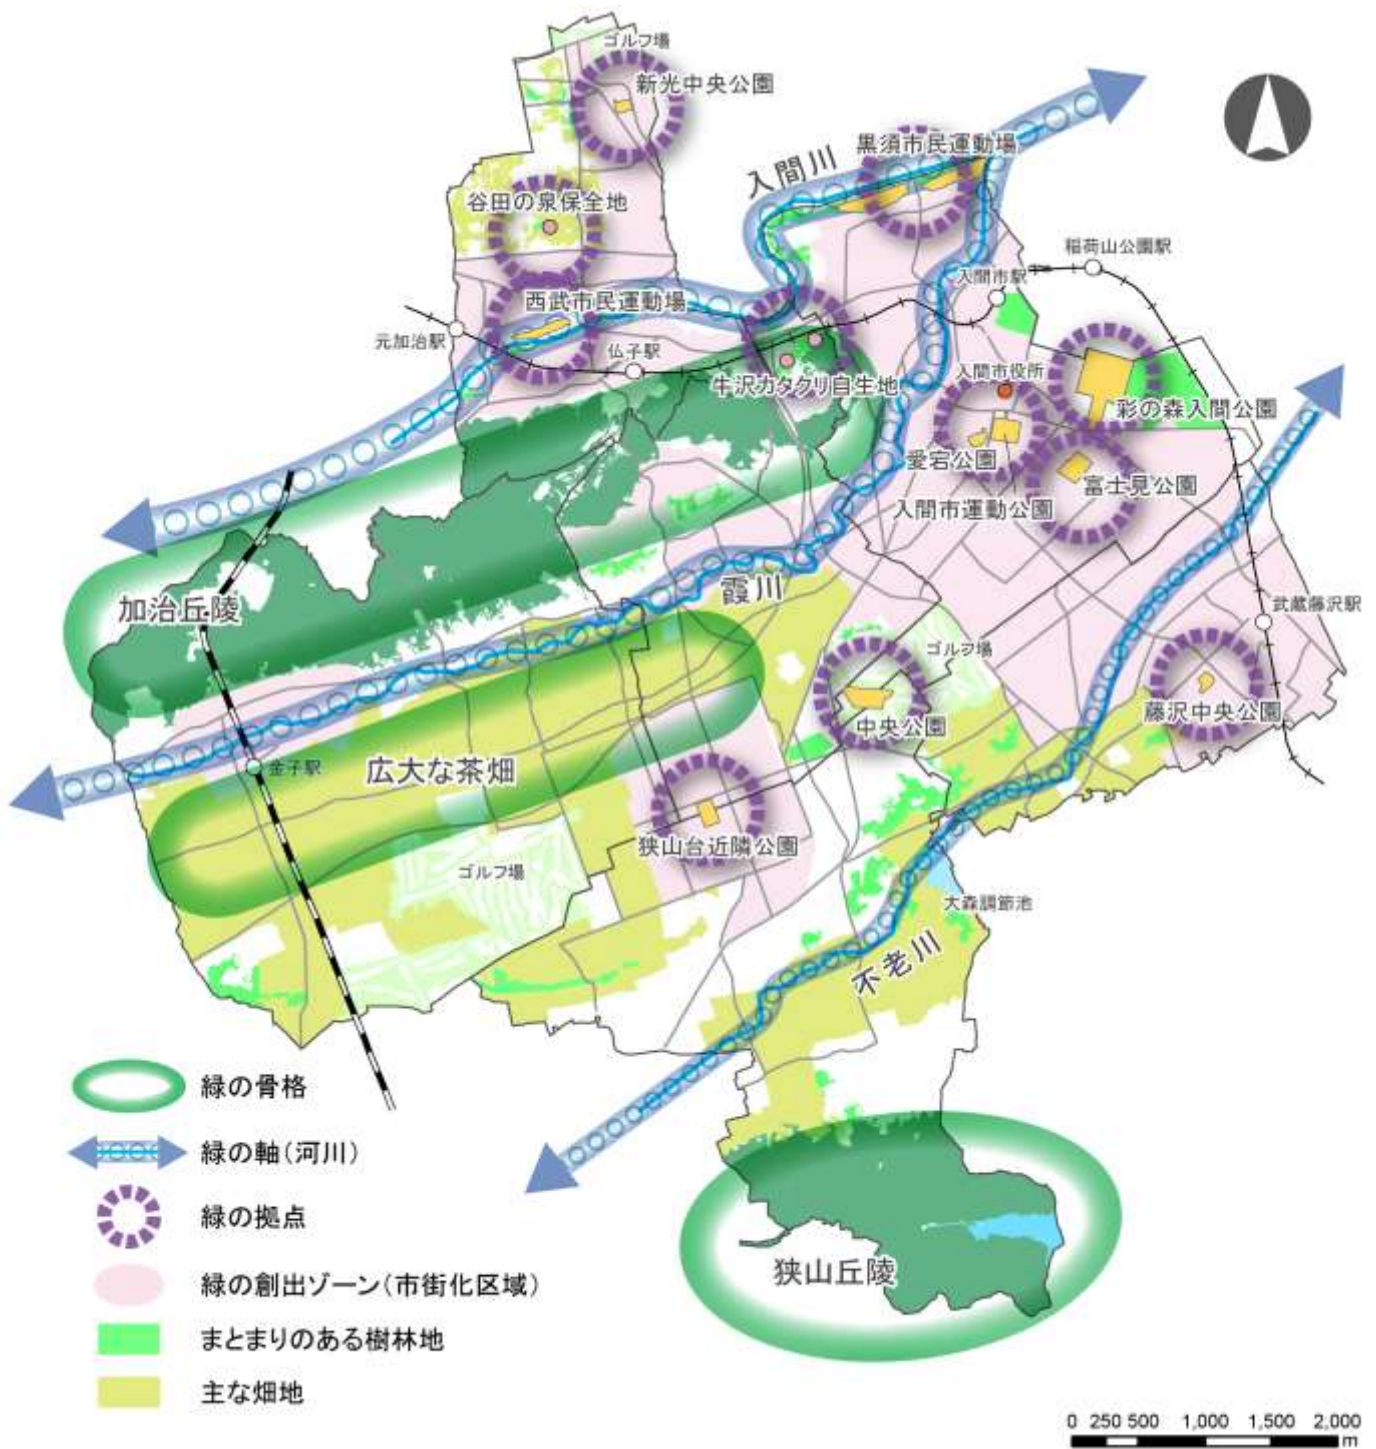 ゴルフ場
新光中央公園
黒須市民運動場
入間川
谷田の泉保全地
稲荷山公園駅
入間市駅
西武市民運動場
元加治駅
仏子駅
入間市役所
牛沢カタクリ自生地
彩の森入間公園
愛宕公園
富士見公園
入間市運動公園
霞川
加治丘陵
武蔵藤沢駅
ゴルフ場
藤沢中央公園
中央公園
金子駅
広大な茶畑
狭山台近隣公園
ゴルフ場
大森調節池
不老川
緑の骨格
緑の軸(河川)
緑の拠点
緑の創出ゾーン(市街化区域)
狭山丘陵
まとまりのある樹林地
主な畑地
0 250 500 1,000 1,500 2,000
m